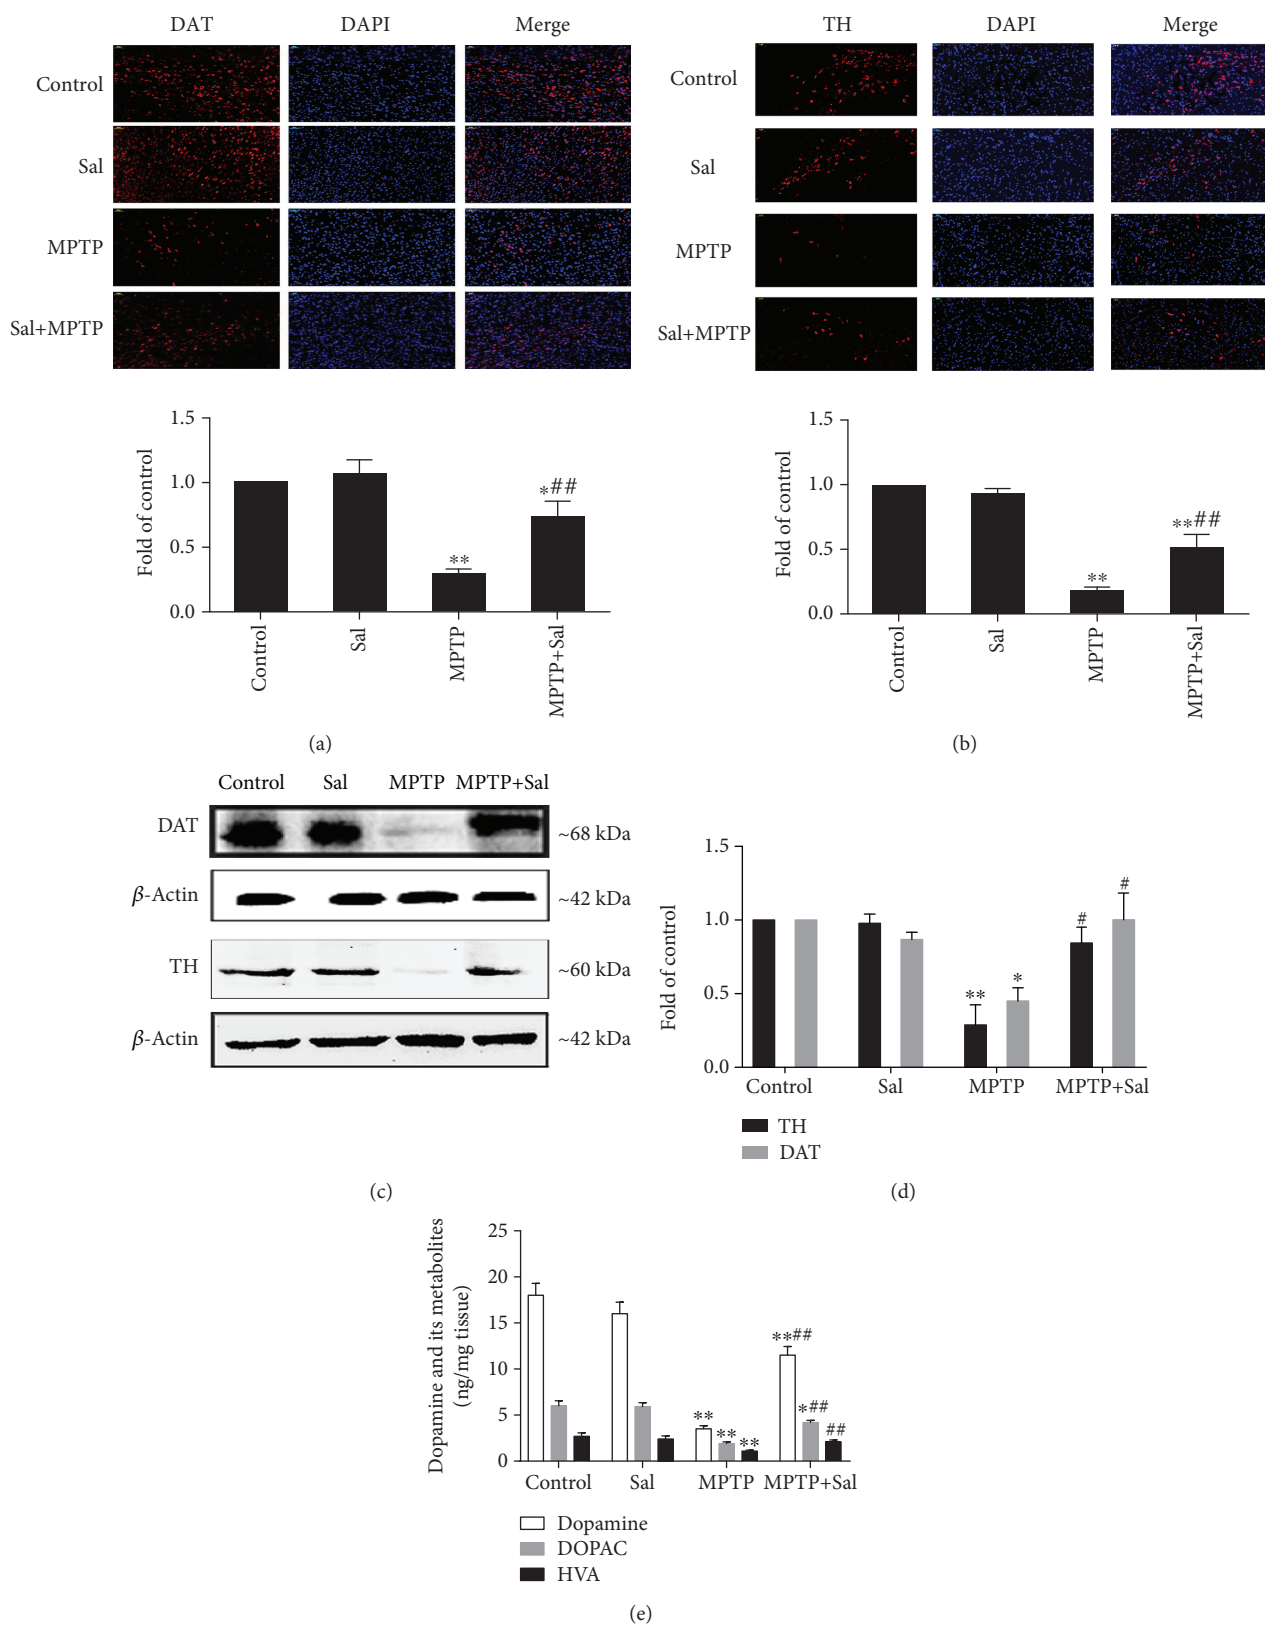 DAT DAPI Merge
Control
Sal
MPTP
Sal+MPTP
1.5
1.0
0.5
0.0
Fold of control
**
*##
Control
Sal
MPTP
MPTP+Sal
(a)
TH DAPI Merge
Control
Sal
MPTP
Sal+MPTP
1.5
1.0
0.5
0.0
Fold of control
**
**##
Control
Sal
MPTP
MPTP+Sal
(b)
Control Sal MPTP MPTP+Sal
DAT ~68 kDa
β-Actin ~42 kDa
TH ~60 kDa
β-Actin ~42 kDa
(c)
1.5
1.0
0.5
0.0
Fold of control
**
*
#
#
Control Sal MPTP MPTP+Sal
TH
DAT
(d)
25
20
15
10
5
0
Dopamine and its metabolites
(ng/mg tissue)
**
**
**
**##
*##
##
Control Sal MPTP MPTP+Sal
Dopamine
DOPAC
HVA
(e)